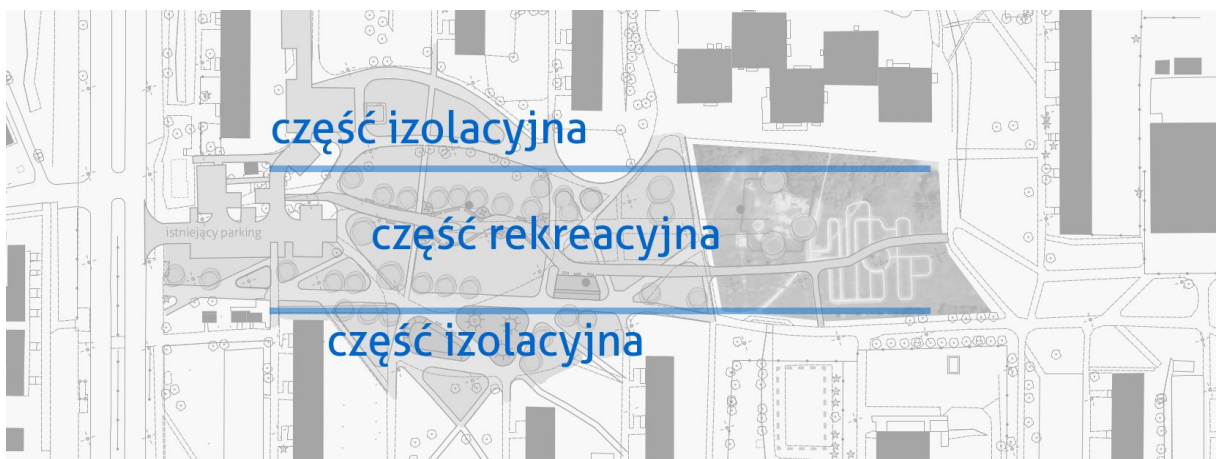 część izolacyjna
istniejący parking
część rekreacyjna
część izolacyjna